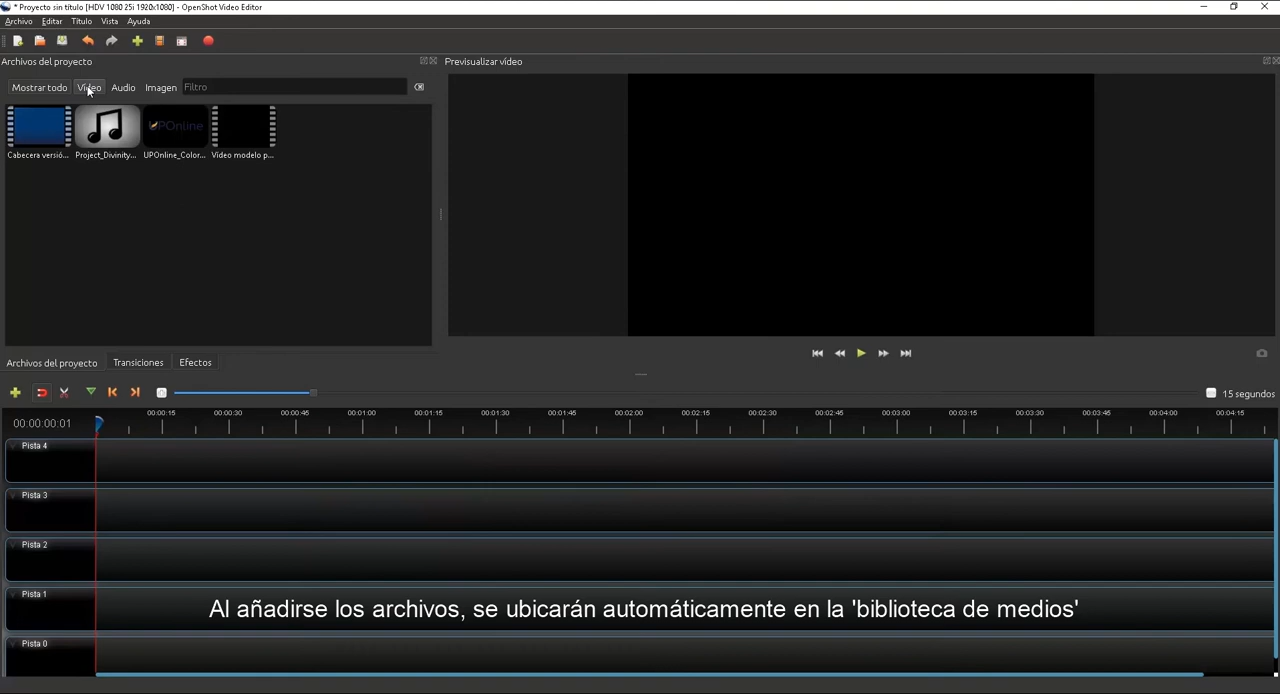 * Proyecto sin título [HDV 1080 25i 1920x1080] - OpenShot Video Editor
Archivo Editar Título Vista Ayuda
Archivos del proyecto
Previsualizar vídeo
Mostrar todo Vídeo Audio Imagen Filtro
UPOnline
Cabecera versió... Project_Divinity... UPOnline_Color... Vídeo modelo p...
Archivos del proyecto Transiciones Efectos
15 segundos
00:00:00:01
00:00:15 00:00:30 00:00:45 00:01:00 00:01:15 00:01:30 00:01:45 00:02:00 00:02:15 00:02:30 00:02:45 00:03:00 00:03:15 00:03:30 00:03:45 00:04:00 00:04:15
Pista 4
Pista 3
Pista 2
Pista 1
Al añadirse los archivos, se ubicarán automáticamente en la 'biblioteca de medios'
Pista 0